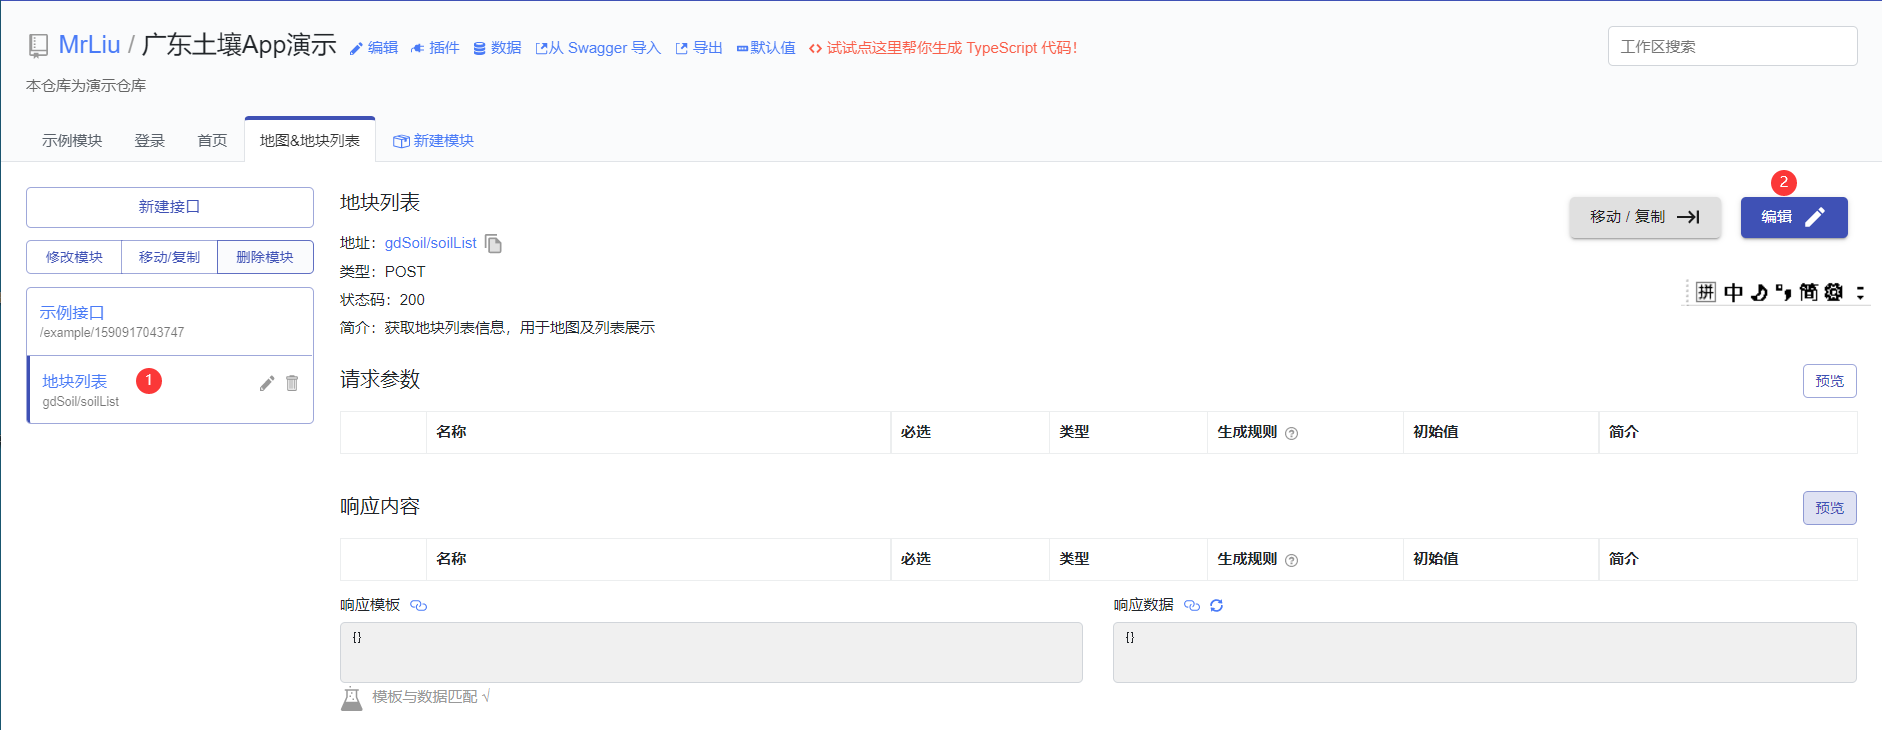 MrLiu / 广东土壤App演示 编辑 插件 数据 从 Swagger 导入 导出 默认值 <> 试试点这里帮你生成 TypeScript 代码！ 工作区搜索
本仓库为演示仓库
示例模块 登录 首页 地图&地块列表 新建模块
新建接口
修改模块 移动/复制 删除模块
示例接口
/example/1590917043747
地块列表 1
gdSoil/soilList
地块列表
移动 / 复制
2
编辑
地址：gdSoil/soilList
类型：POST
状态码：200
简介：获取地块列表信息，用于地图及列表展示
拼 中 简
请求参数 预览
名称 必选 类型 生成规则 ? 初始值 简介
响应内容 预览
名称 必选 类型 生成规则 ? 初始值 简介
响应模板 响应数据
{} {}
模板与数据匹配 √